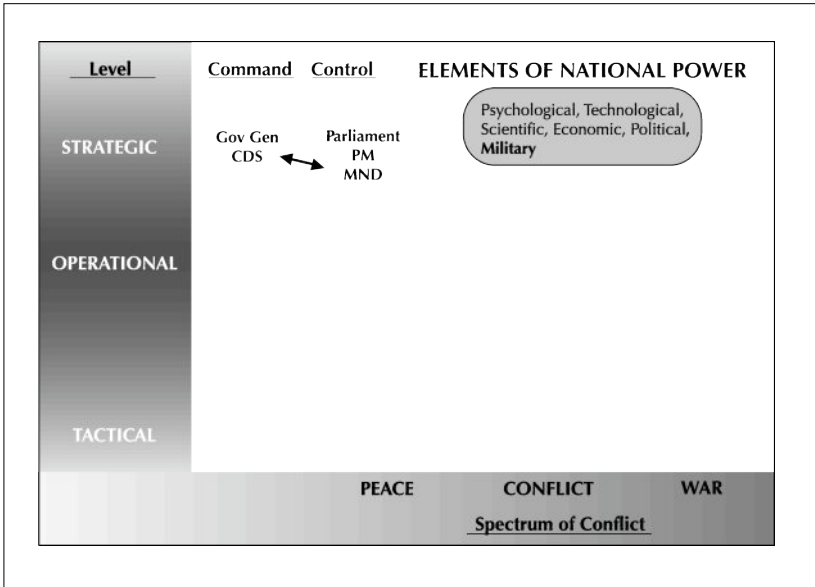 Level
Command Control ELEMENTS OF NATIONAL POWER
Psychological, Technological,
Scientific, Economic, Political,
Military
STRATEGIC
Gov Gen
CDS
Parliament
PM
MND
OPERATIONAL
TACTICAL
PEACE CONFLICT WAR
Spectrum of Conflict